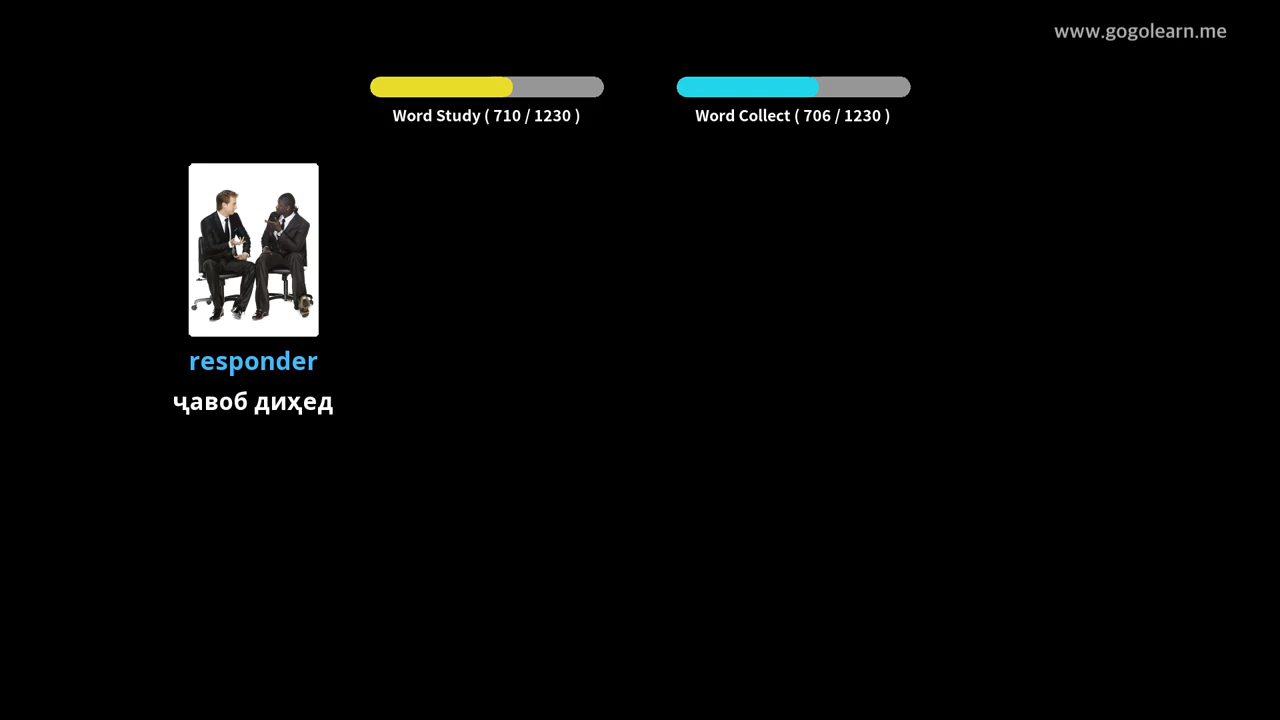 www.gogolearn.me
Word Study ( 710 / 1230 )
Word Collect ( 706 / 1230 )
responder
ҷавоб диҳед